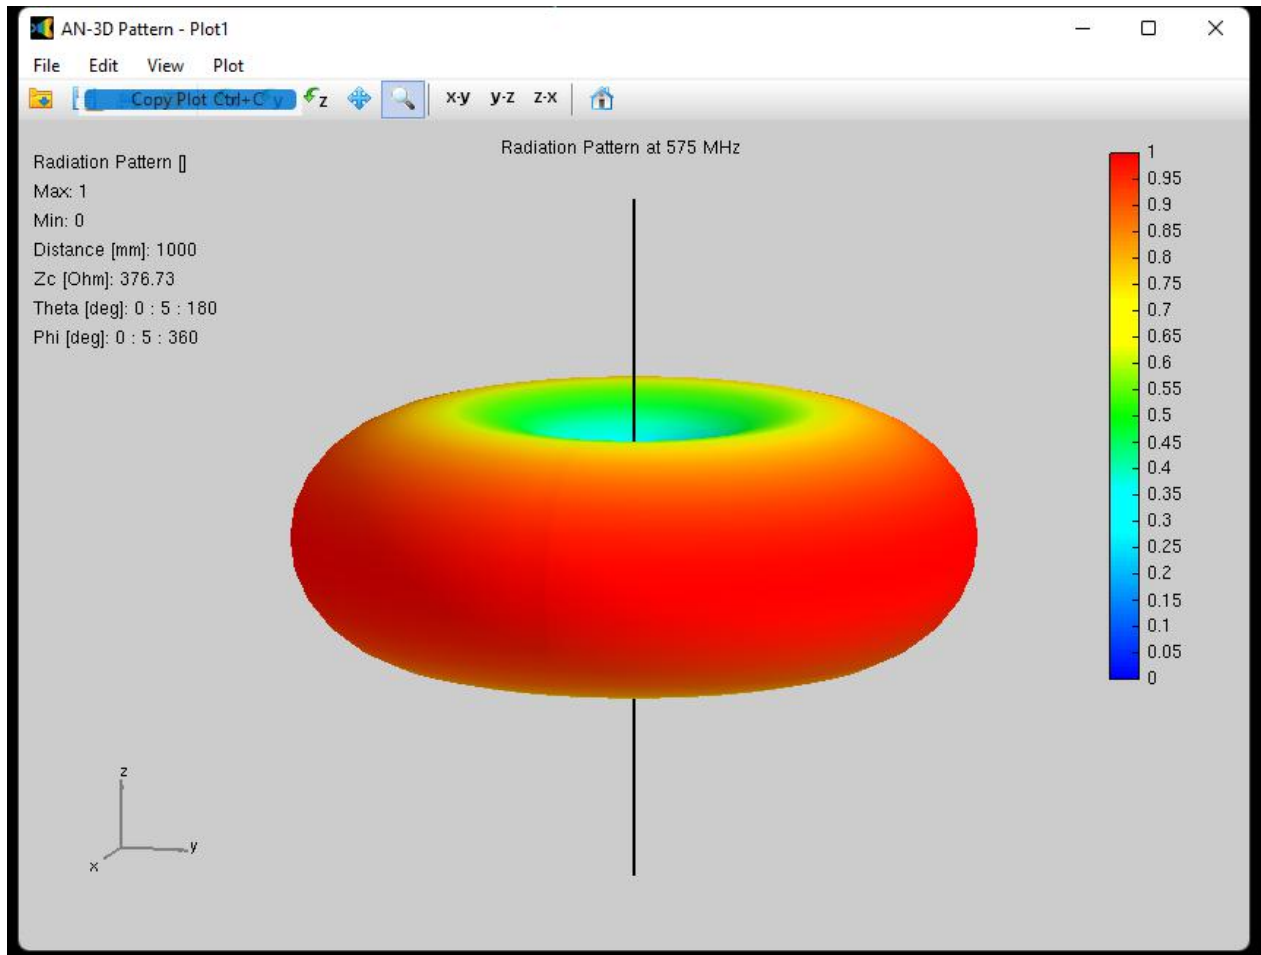 AN-3D Pattern - Plot1
File Edit View Plot
Copy Plot Ctrl+C y z x-y y-z z-x
Radiation Pattern at 575 MHz
Radiation Pattern []
Max: 1
Min: 0
Distance [mm]: 1000
Zc [Ohm]: 376.73
Theta [deg]: 0 : 5 : 180
Phi [deg]: 0 : 5 : 360
1
0.95
0.9
0.85
0.8
0.75
0.7
0.65
0.6
0.55
0.5
0.45
0.4
0.35
0.3
0.25
0.2
0.15
0.1
0.05
0
z
y
x